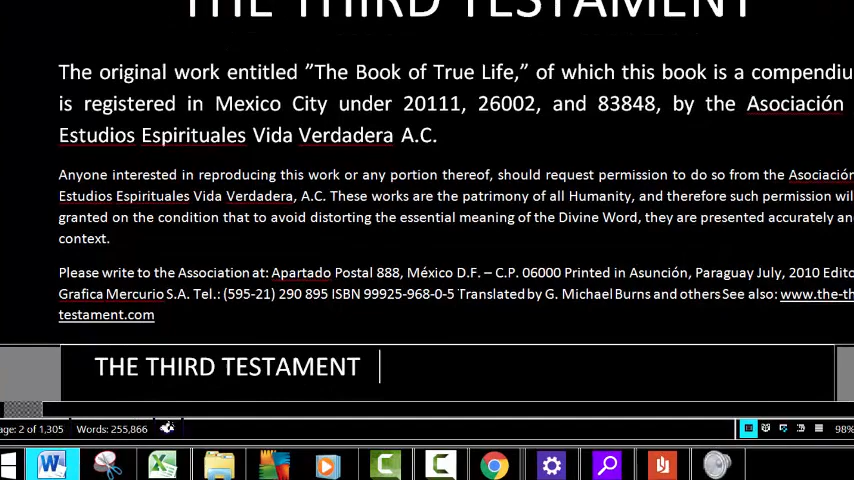 THE THIRD TESTAMENT
The original work entitled ”The Book of True Life,” of which this book is a compendiu
is registered in Mexico City under 20111, 26002, and 83848, by the Asociación
Estudios Espirituales Vida Verdadera A.C.
Anyone interested in reproducing this work or any portion thereof, should request permission to do so from the Asociación
Estudios Espirituales Vida Verdadera, A.C. These works are the patrimony of all Humanity, and therefore such permission wil
granted on the condition that to avoid distorting the essential meaning of the Divine Word, they are presented accurately an
context.
Please write to the Association at: Apartado Postal 888, México D.F. – C.P. 06000 Printed in Asunción, Paraguay July, 2010 Edito
Grafica Mercurio S.A. Tel.: (595-21) 290 895 ISBN 99925-968-0-5 Translated by G. Michael Burns and others See also: www.the-th
testament.com
THE THIRD TESTAMENT
age: 2 of 1,305 Words: 255,866 98%